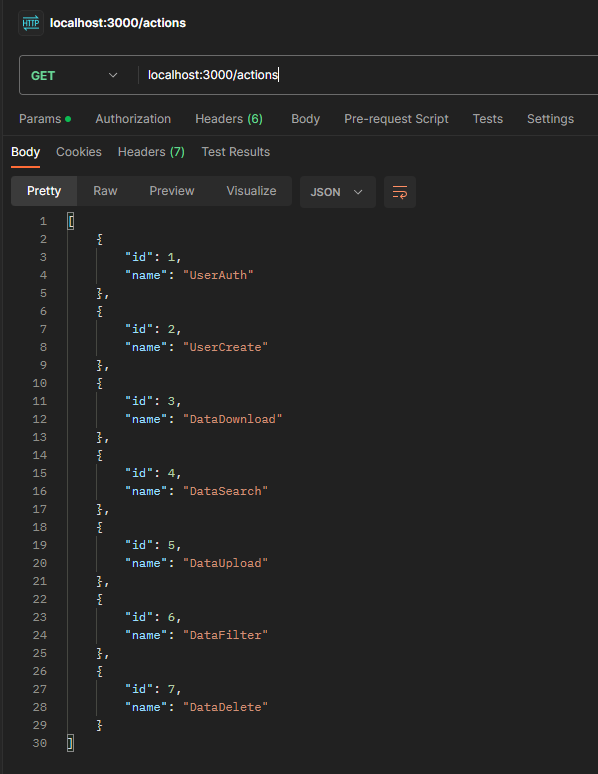 HTTP localhost:3000/actions
GET localhost:3000/actions
Params Authorization Headers (6) Body Pre-request Script Tests Settings
Body Cookies Headers (7) Test Results
Pretty Raw Preview Visualize JSON
1 [
2 {
3 "id": 1,
4 "name": "UserAuth"
5 },
6 {
7 "id": 2,
8 "name": "UserCreate"
9 },
10 {
11 "id": 3,
12 "name": "DataDownload"
13 },
14 {
15 "id": 4,
16 "name": "DataSearch"
17 },
18 {
19 "id": 5,
20 "name": "DataUpload"
21 },
22 {
23 "id": 6,
24 "name": "DataFilter"
25 },
26 {
27 "id": 7,
28 "name": "DataDelete"
29 }
30 ]